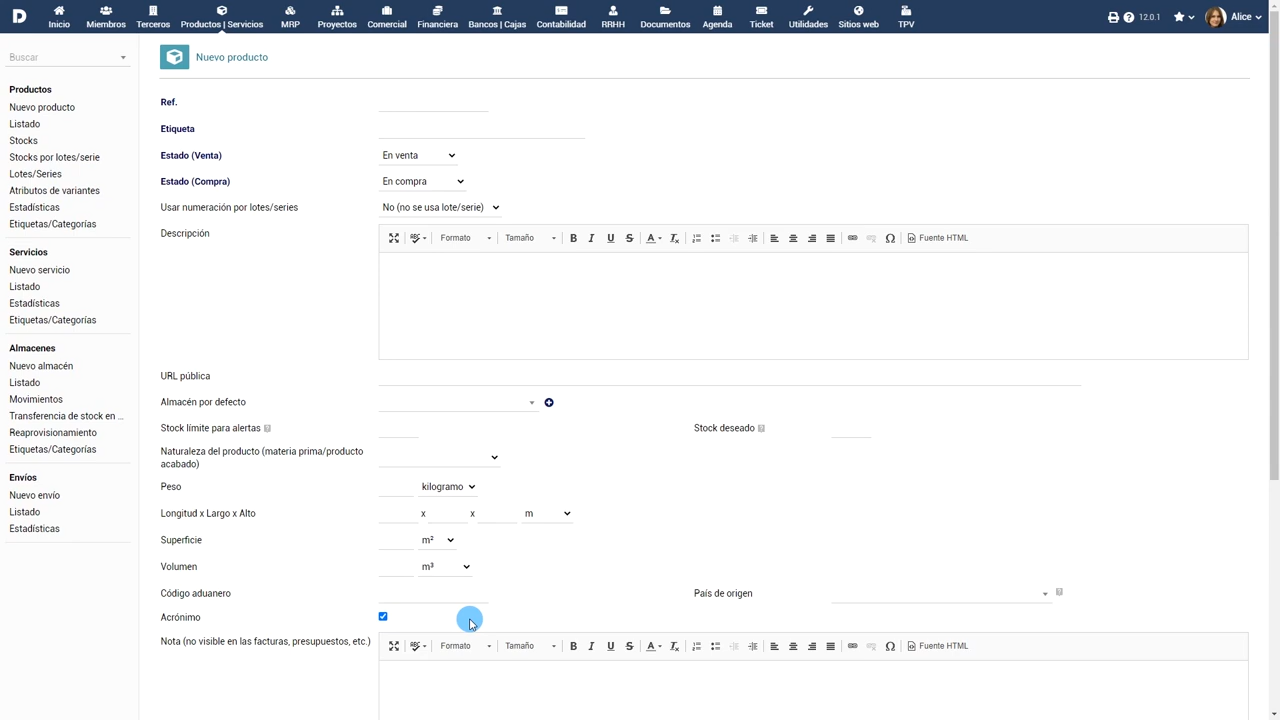 Inicio
Miembros
Terceros
Productos | Servicios
MRP
Proyectos
Comercial
Financiera
Bancos | Cajas
Contabilidad
RRHH
Documentos
Agenda
Ticket
Utilidades
Sitios web
TPV
12.0.1
Alice
Buscar
Productos
Nuevo producto
Listado
Stocks
Stocks por lotes/serie
Lotes/Series
Atributos de variantes
Estadísticas
Etiquetas/Categorías
Servicios
Nuevo servicio
Listado
Estadísticas
Etiquetas/Categorías
Almacenes
Nuevo almacén
Listado
Movimientos
Transferencia de stock en ...
Reaprovisionamiento
Etiquetas/Categorías
Envíos
Nuevo envío
Listado
Estadísticas
Nuevo producto
Ref.
Etiqueta
Estado (Venta) En venta
Estado (Compra) En compra
Usar numeración por lotes/series No (no se usa lote/serie)
Descripción
Formato Tamaño B I U S A Ω Fuente HTML
URL pública
Almacén por defecto
Stock límite para alertas ? Stock deseado ?
Naturaleza del producto (materia prima/producto
acabado)
Peso kilogramo
Longitud x Largo x Alto x x m
Superficie m²
Volumen m³
Código aduanero País de origen ?
Acrónimo
Nota (no visible en las facturas, presupuestos, etc.)
Formato Tamaño B I U S A Ω Fuente HTML